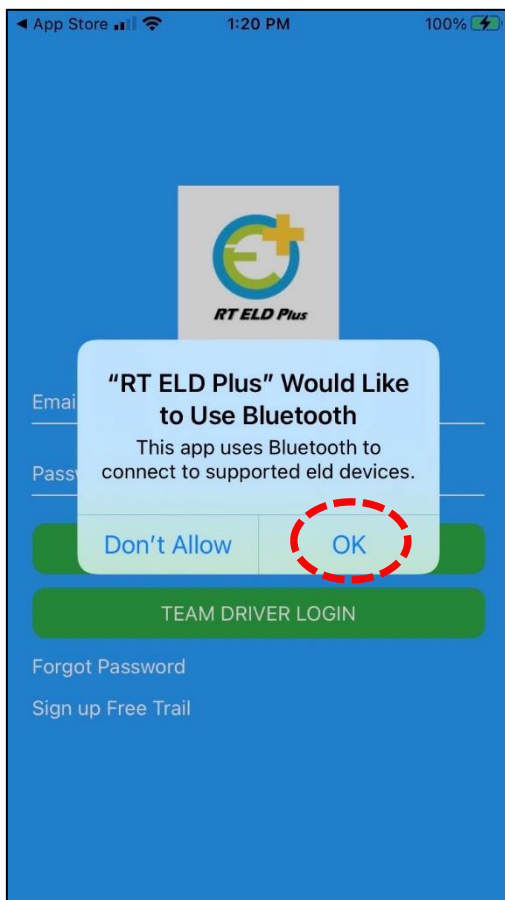 App Store
1:20 PM
100%
RT ELD Plus
"RT ELD Plus" Would Like
to Use Bluetooth
This app uses Bluetooth to
connect to supported eld devices.
Emai
Pass
Don't Allow
OK
TEAM DRIVER LOGIN
Forgot Password
Sign up Free Trail